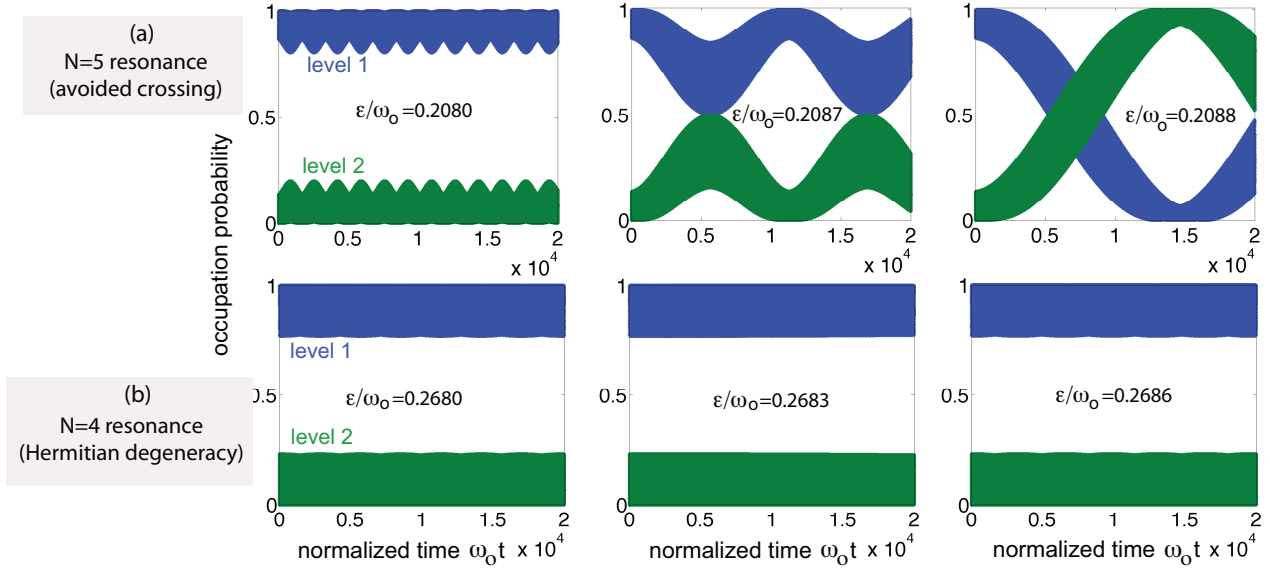 (a)
N=5 resonance
(avoided crossing)
occupation probability
1
0.5
0
level 1
ε/ωo=0.2080
level 2
0 0.5 1 1.5 2
x 10^4
1
0.5
0
ε/ωo=0.2087
0 0.5 1 1.5 2
x 10^4
1
0.5
0
ε/ωo=0.2088
0 0.5 1 1.5 2
x 10^4
(b)
N=4 resonance
(Hermitian degeneracy)
1
0.5
0
level 1
ε/ωo=0.2680
level 2
0 0.5 1 1.5 2
normalized time ωot x 10^4
1
0.5
0
ε/ωo=0.2683
0 0.5 1 1.5 2
normalized time ωot x 10^4
1
0.5
0
ε/ωo=0.2686
0 0.5 1 1.5 2
normalized time ωot x 10^4